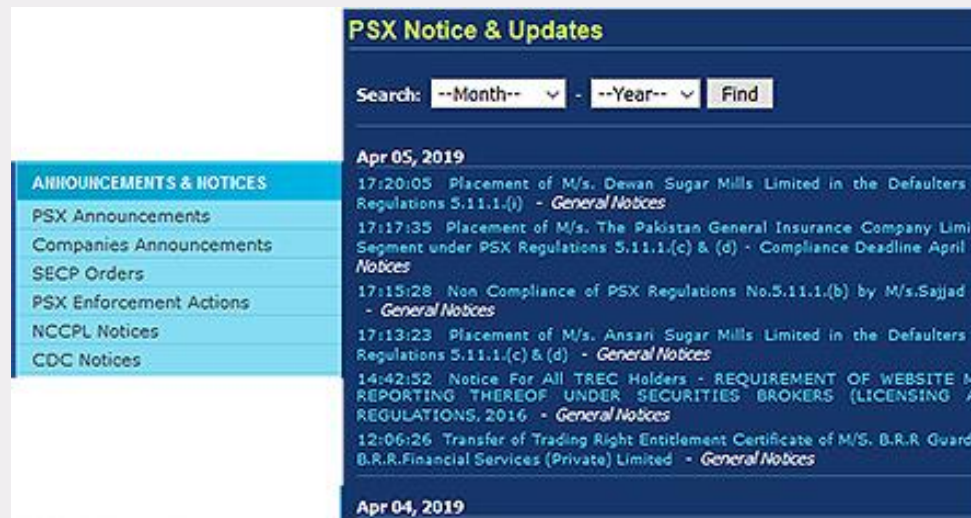 PSX Notice & Updates
Search: --Month-- - --Year-- Find
ANNOUNCEMENTS & NOTICES
PSX Announcements
Companies Announcements
SECP Orders
PSX Enforcement Actions
NCCPL Notices
CDC Notices
Apr 05, 2019
17:20:05 Placement of M/s. Dewan Sugar Mills Limited in the Defaulters
Regulations 5.11.1.(i) - General Notices
17:17:35 Placement of M/s. The Pakistan General Insurance Company Limi
Segment under PSX Regulations 5.11.1.(c) & (d) - Compliance Deadline April
Notices
17:15:28 Non Compliance of PSX Regulations No.5.11.1.(b) by M/s.Sajjad
- General Notices
17:13:23 Placement of M/s. Ansari Sugar Mills Limited in the Defaulters
Regulations 5.11.1.(c) & (d) - General Notices
14:42:52 Notice For All TREC Holders - REQUIREMENT OF WEBSITE M
REPORTING THEREOF UNDER SECURITIES BROKERS (LICENSING A
REGULATIONS, 2016 - General Notices
12:06:26 Transfer of Trading Right Entitlement Certificate of M/S. B.R.R Guard
B.R.R.Financial Services (Private) Limited - General Notices
Apr 04, 2019